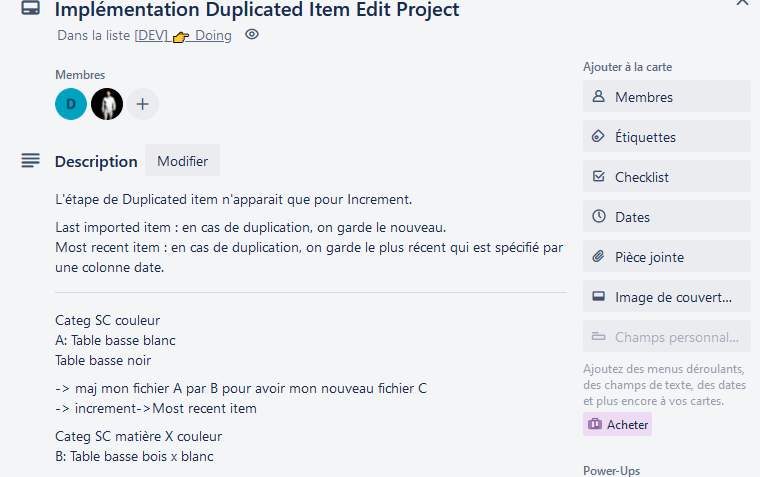 Implémentation Duplicated Item Edit Project
Dans la liste [DEV] 👉 Doing
Membres
D
Description
Modifier
L'étape de Duplicated item n'apparait que pour Increment.
Last imported item : en cas de duplication, on garde le nouveau.
Most recent item : en cas de duplication, on garde le plus récent qui est spécifié par
une colonne date.
Categ SC couleur
A: Table basse blanc
Table basse noir
-> maj mon fichier A par B pour avoir mon nouveau fichier C
-> increment->Most recent item
Categ SC matière X couleur
B: Table basse bois x blanc
Ajouter à la carte
Membres
Étiquettes
Checklist
Dates
Pièce jointe
Image de couvert...
Champs personnal...
Ajoutez des menus déroulants,
des champs de texte, des dates
et plus encore à vos cartes.
Acheter
Power-Ups